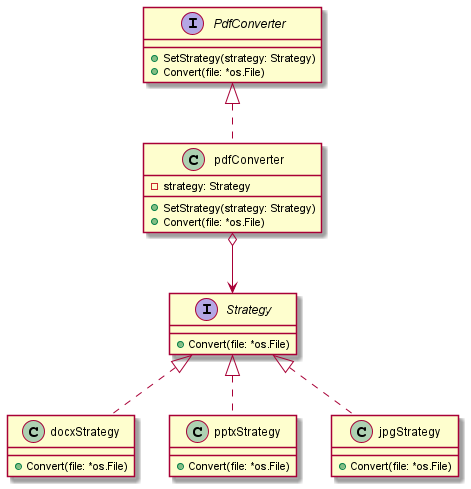 I PdfConverter
SetStrategy(strategy: Strategy)
Convert(file: *os.File)
C pdfConverter
strategy: Strategy
SetStrategy(strategy: Strategy)
Convert(file: *os.File)
I Strategy
Convert(file: *os.File)
C docxStrategy
Convert(file: *os.File)
C pptxStrategy
Convert(file: *os.File)
C jpgStrategy
Convert(file: *os.File)